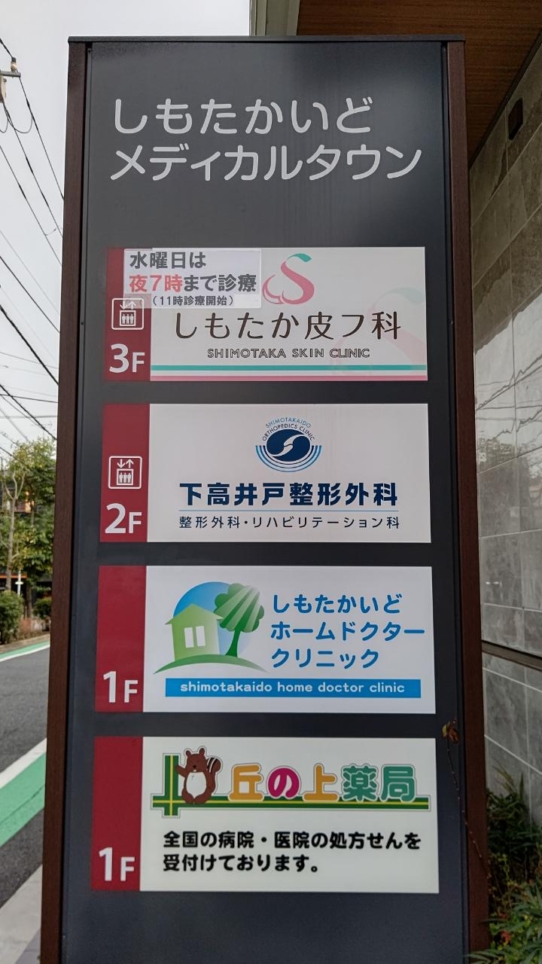 しもたかいど
メディカルタウン
水曜日は
夜7時まで診療
（11時診療開始）
しもたか皮フ科
SHIMOTAKA SKIN CLINIC
3F
SHIMOTAKAIDO
ORTHOPEDICS CLINIC
下高井戸整形外科
整形外科・リハビリテーション科
2F
しもたかいど
ホームドクター
クリニック
shimotakaido home doctor clinic
1F
丘の上薬局
全国の病院・医院の処方せんを
受付けております。
1F